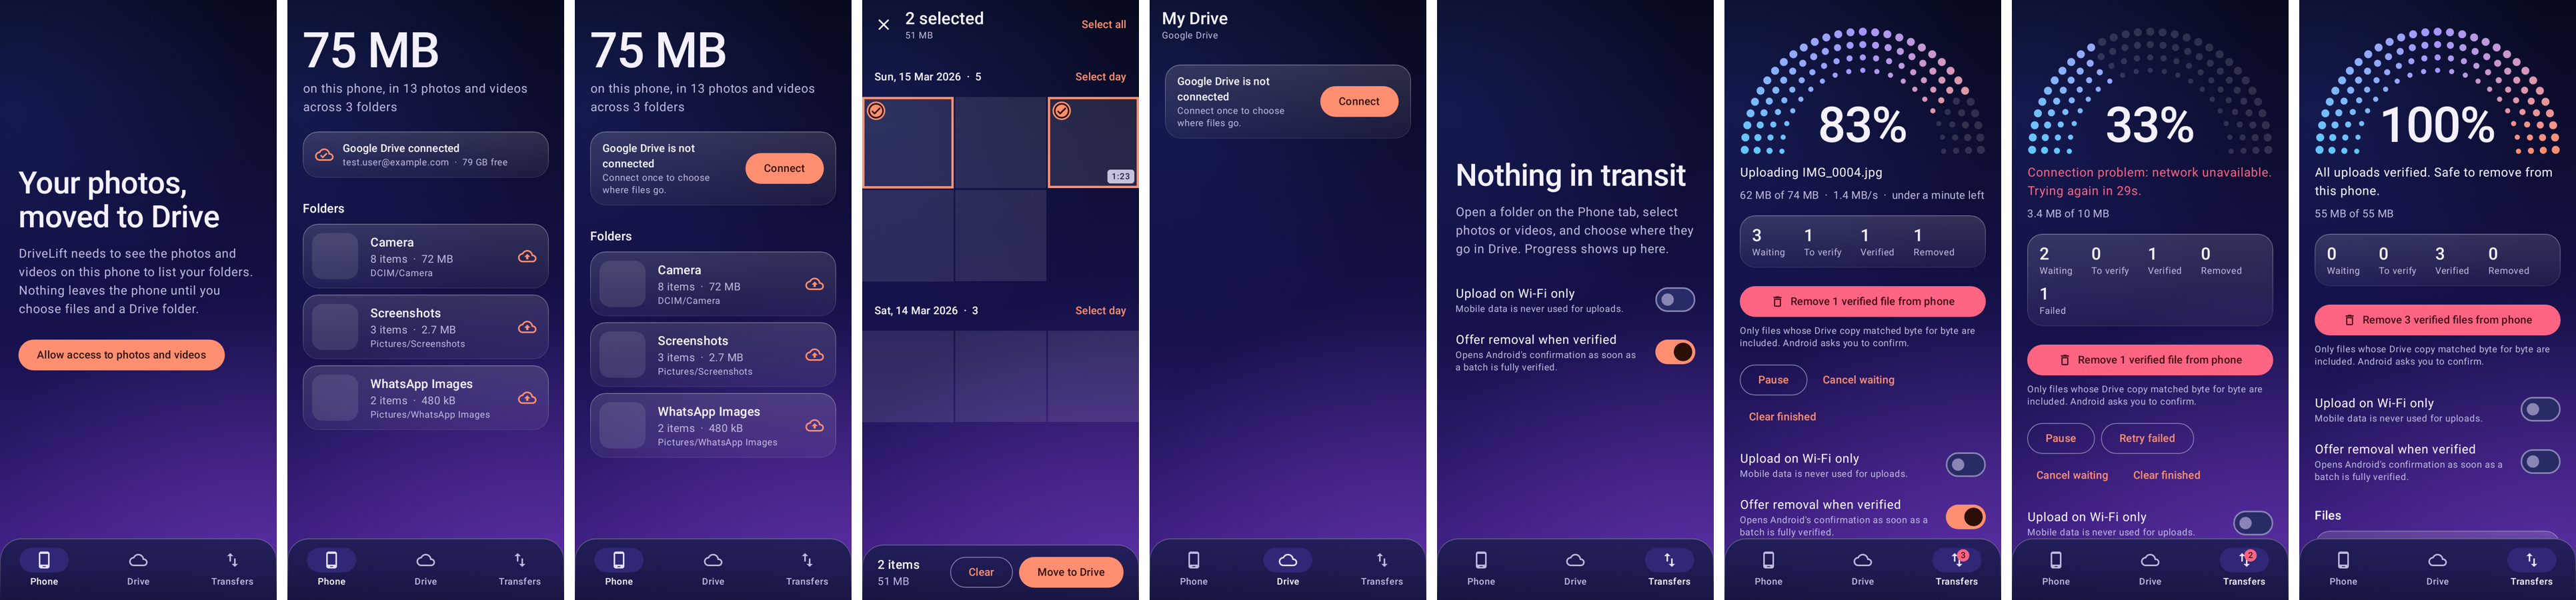 Your photos,
moved to Drive
DriveLift needs to see the photos and
videos on this phone to list your folders.
Nothing leaves the phone until you
choose files and a Drive folder.
Allow access to photos and videos
Phone
Drive
Transfers
75 MB
on this phone, in 13 photos and videos
across 3 folders
Google Drive connected
test.user@example.com · 79 GB free
Folders
Camera
8 items · 72 MB
DCIM/Camera
Screenshots
3 items · 2.7 MB
Pictures/Screenshots
WhatsApp Images
2 items · 480 kB
Pictures/WhatsApp Images
Phone
Drive
Transfers
75 MB
on this phone, in 13 photos and videos
across 3 folders
Google Drive is not
connected
Connect once to choose
where files go.
Connect
Folders
Camera
8 items · 72 MB
DCIM/Camera
Screenshots
3 items · 2.7 MB
Pictures/Screenshots
WhatsApp Images
2 items · 480 kB
Pictures/WhatsApp Images
Phone
Drive
Transfers
2 selected
51 MB
Select all
Sun, 15 Mar 2026 · 5
Select day
1:23
Sat, 14 Mar 2026 · 3
Select day
2 items
51 MB
Clear
Move to Drive
My Drive
Google Drive
Google Drive is not
connected
Connect once to choose
where files go.
Connect
Phone
Drive
Transfers
Nothing in transit
Open a folder on the Phone tab, select
photos or videos, and choose where they
go in Drive. Progress shows up here.
Upload on Wi-Fi only
Mobile data is never used for uploads.
Offer removal when verified
Opens Android's confirmation as soon as
a batch is fully verified.
Phone
Drive
Transfers
83%
Uploading IMG_0004.jpg
62 MB of 74 MB · 1.4 MB/s · under a minute left
3 1 1 1
Waiting To verify Verified Removed
Remove 1 verified file from phone
Only files whose Drive copy matched byte for byte are
included. Android asks you to confirm.
Pause
Cancel waiting
Clear finished
Upload on Wi-Fi only
Mobile data is never used for uploads.
Offer removal when verified
Opens Android's confirmation as soon as a
batch is fully verified.
3
Phone
Drive
Transfers
33%
Connection problem: network unavailable.
Trying again in 29s.
3.4 MB of 10 MB
2 0 1 0
Waiting To verify Verified Removed
1
Failed
Remove 1 verified file from phone
Only files whose Drive copy matched byte for byte are
included. Android asks you to confirm.
Pause
Retry failed
Cancel waiting
Clear finished
Upload on Wi-Fi only
Mobile data is never used for uploads.
2
Phone
Drive
Transfers
100%
All uploads verified. Safe to remove from
this phone.
55 MB of 55 MB
0 0 3 0
Waiting To verify Verified Removed
Remove 3 verified files from phone
Only files whose Drive copy matched byte for byte are
included. Android asks you to confirm.
Upload on Wi-Fi only
Mobile data is never used for uploads.
Offer removal when verified
Opens Android's confirmation as soon as a
batch is fully verified.
Files
Phone
Drive
Transfers